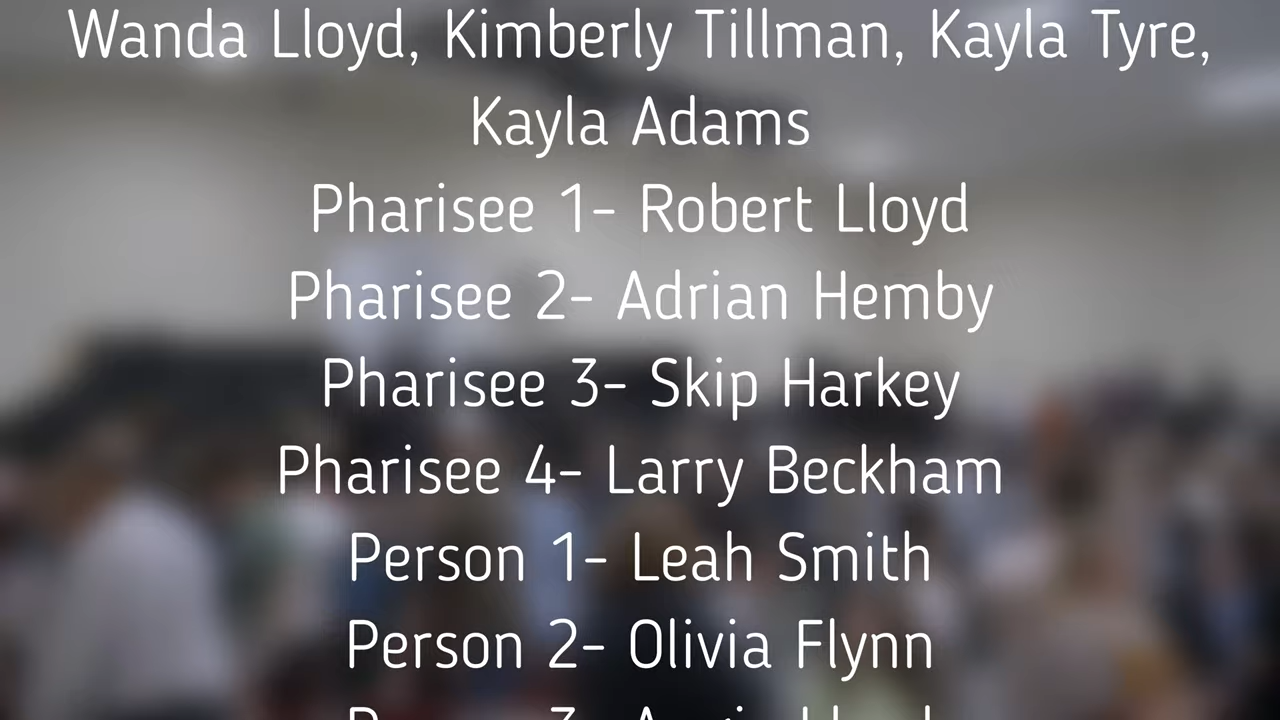 Wanda Lloyd, Kimberly Tillman, Kayla Tyre,
Kayla Adams
Pharisee 1- Robert Lloyd
Pharisee 2- Adrian Hemby
Pharisee 3- Skip Harkey
Pharisee 4- Larry Beckham
Person 1- Leah Smith
Person 2- Olivia Flynn